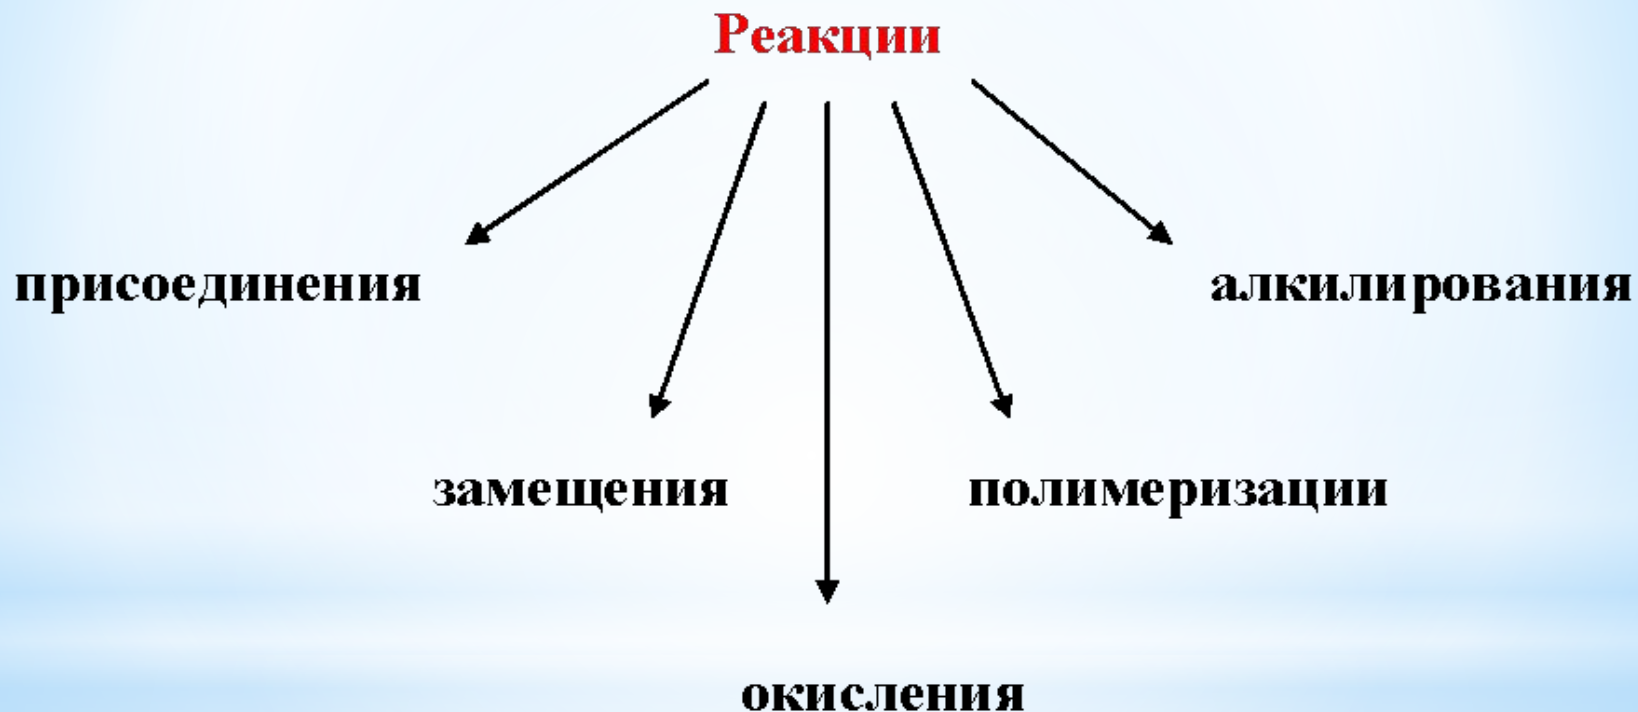 Реакции
присоединения
алкилирования
замещения
полимеризации
окисления